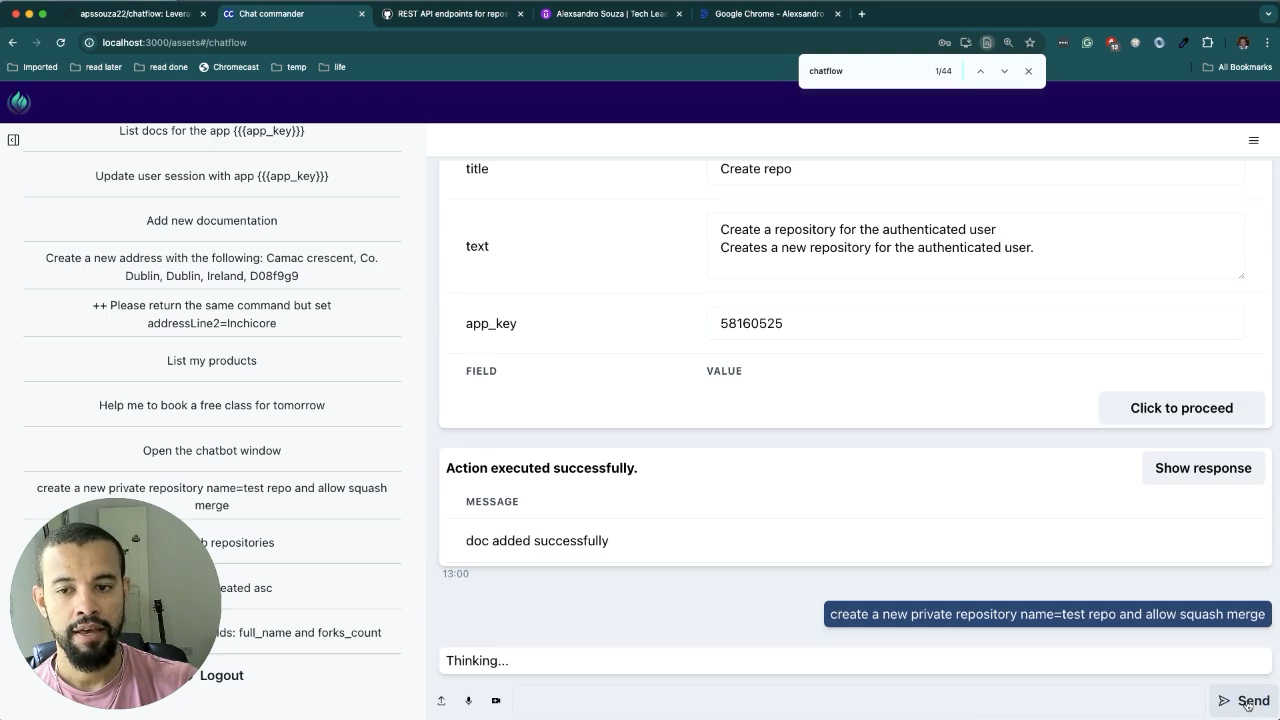 appsouza22/chatflow: Levera
CC Chat commander
REST API endpoints for repos
Alexsandro Souza | Tech Lead
Google Chrome - Alexsandro
localhost:3000/assets#/chatflow
12
Imported
read later
read done
Chromecast
temp
life
All Bookmarks
chatflow
1/44
List docs for the app {{{app_key}}}
Update user session with app {{{app_key}}}
Add new documentation
Create a new address with the following: Camac crescent, Co.
Dublin, Dublin, Ireland, D08f9g9
++ Please return the same command but set
addressLine2=Inchicore
List my products
Help me to book a free class for tomorrow
Open the chatbot window
create a new private repository name=test repo and allow squash
merge
repositories
asc
full_name and forks_count
Logout
title
Create repo
text
Create a repository for the authenticated user
Creates a new repository for the authenticated user.
app_key
58160525
FIELD
VALUE
Click to proceed
Action executed successfully.
Show response
MESSAGE
doc added successfully
13:00
create a new private repository name=test repo and allow squash merge
Thinking...
Send